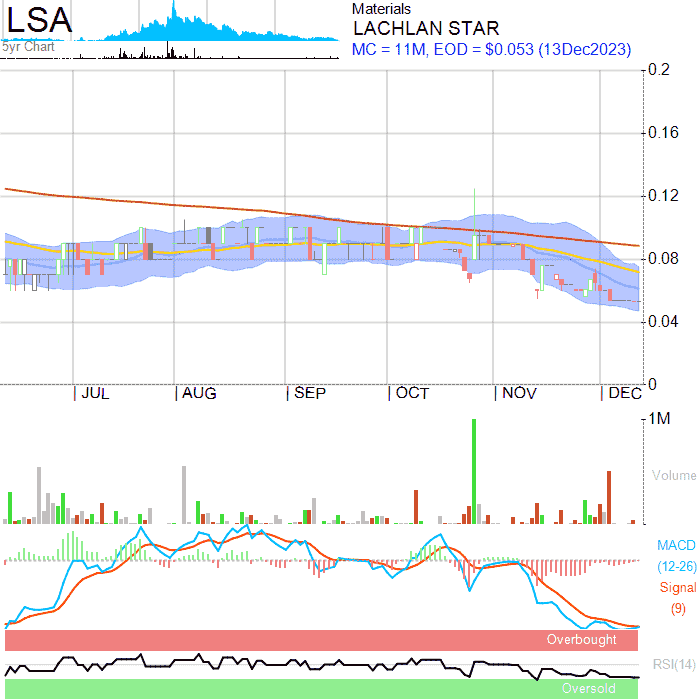 LSA
5yr Chart
Materials
LACHLAN STAR
MC = 11M, EOD = $0.053 (13Dec2023)
0.2
0.16
0.12
0.08
0.04
0
JUL
AUG
SEP
OCT
NOV
DEC
1M
Volume
MACD
(12-26)
Signal
(9)
Overbought
RSI(14)
Oversold